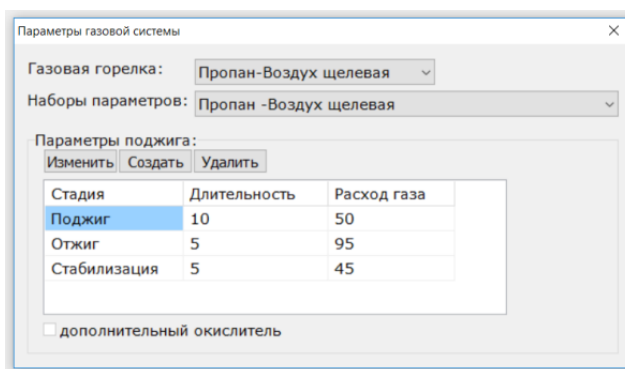 Параметры газовой системы
Газовая горелка: Пропан-Воздух щелевая
Наборы параметров: Пропан -Воздух щелевая
Параметры поджига:
Изменить Создать Удалить
Стадия Длительность Расход газа
Поджиг 10 50
Отжиг 5 95
Стабилизация 5 45
дополнительный окислитель